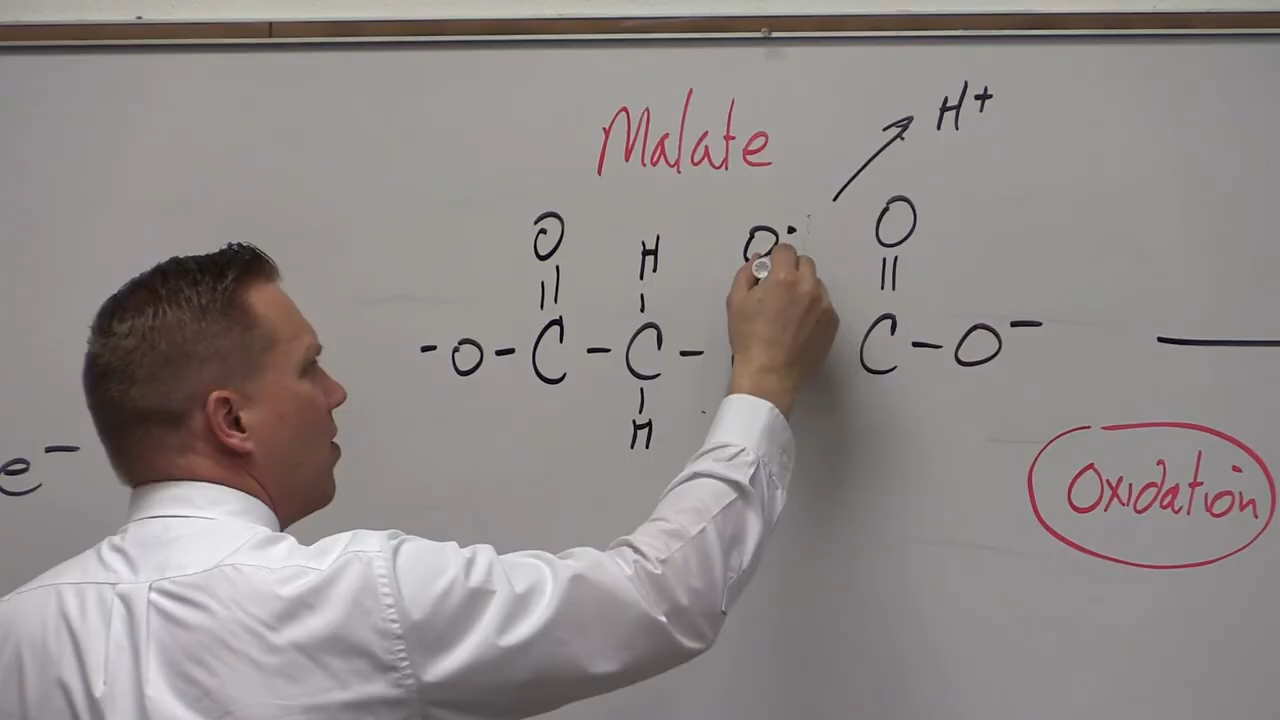 Malate
H+
O H O O
-O-C-C- C-O-
H
e-
Oxidation